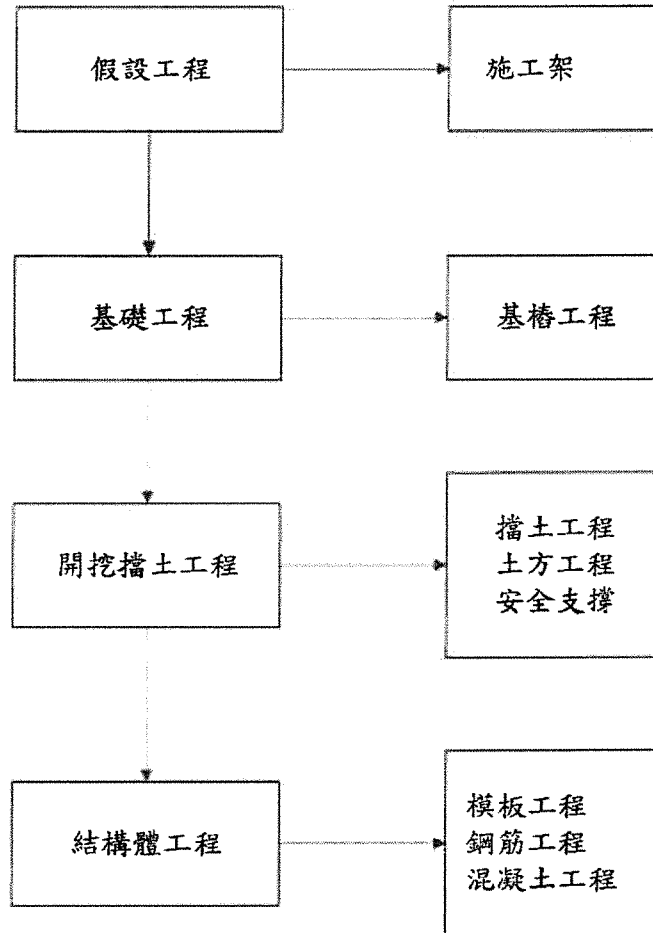 假設工程
施工架
基礎工程
基樁工程
開挖擋土工程
擋土工程
土方工程
安全支撐
結構體工程
模板工程
鋼筋工程
混凝土工程